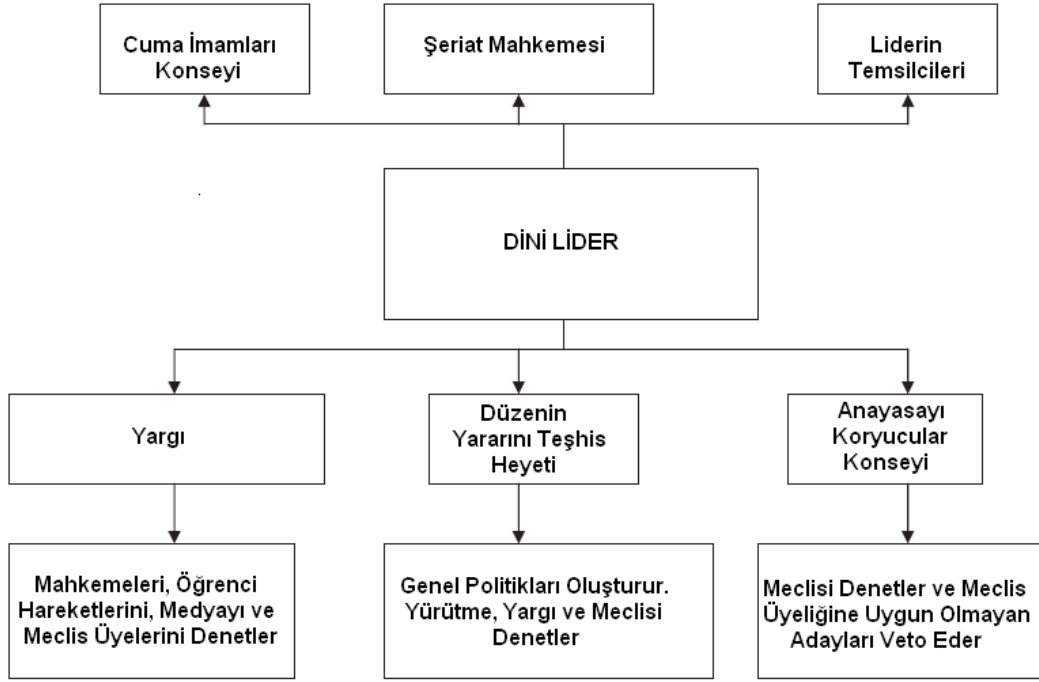 Cuma İmamları
Konseyi
Şeriat Mahkemesi
Liderin
Temsilcileri
DİNİ LİDER
Yargı
Düzenin
Yararını Teşhis
Heyeti
Anayasayı
Koryucular
Konseyi
Mahkemeleri, Öğrenci
Hareketlerini, Medyayı ve
Meclis Üyelerini Denetler
Genel Politikları Oluşturur.
Yürütme, Yargı ve Meclisi
Denetler
Meclisi Denetler ve Meclis
Üyeliğine Uygun Olmayan
Adayları Veto Eder